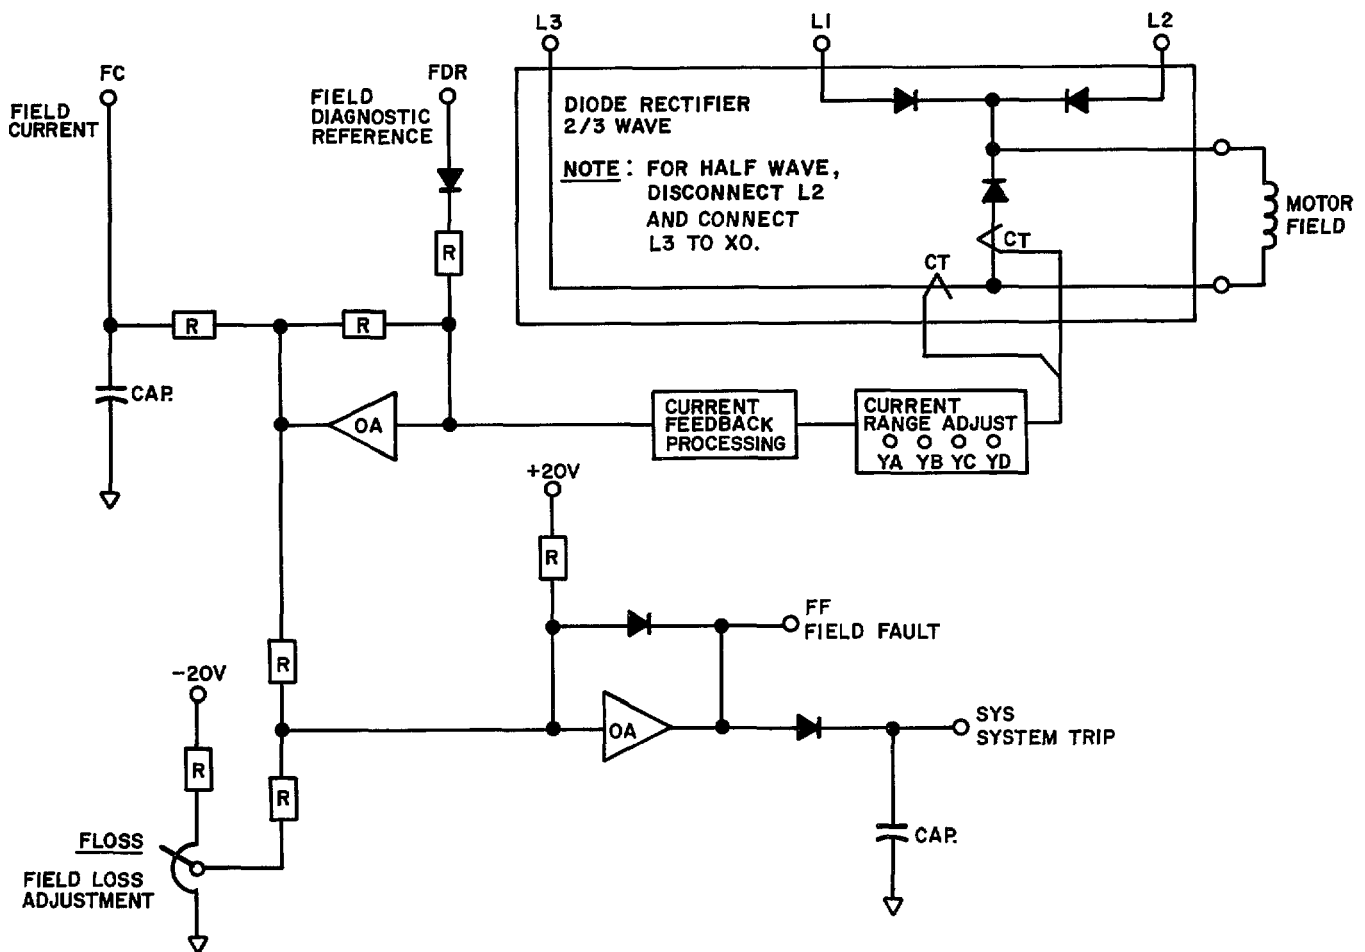 L3
L1
L2
FC
FIELD
CURRENT
FDR
FIELD
DIAGNOSTIC
REFERENCE
DIODE RECTIFIER
2/3 WAVE
NOTE: FOR HALF WAVE,
DISCONNECT L2
AND CONNECT
L3 TO XO.
CT
CT
MOTOR
FIELD
R
R
R
CAP.
OA
CURRENT
FEEDBACK
PROCESSING
CURRENT
RANGE ADJUST
YA YB YC YD
+20V
R
FF
FIELD FAULT
R
-20V
OA
SYS
SYSTEM TRIP
R
R
CAP.
FLOSS
FIELD LOSS
ADJUSTMENT